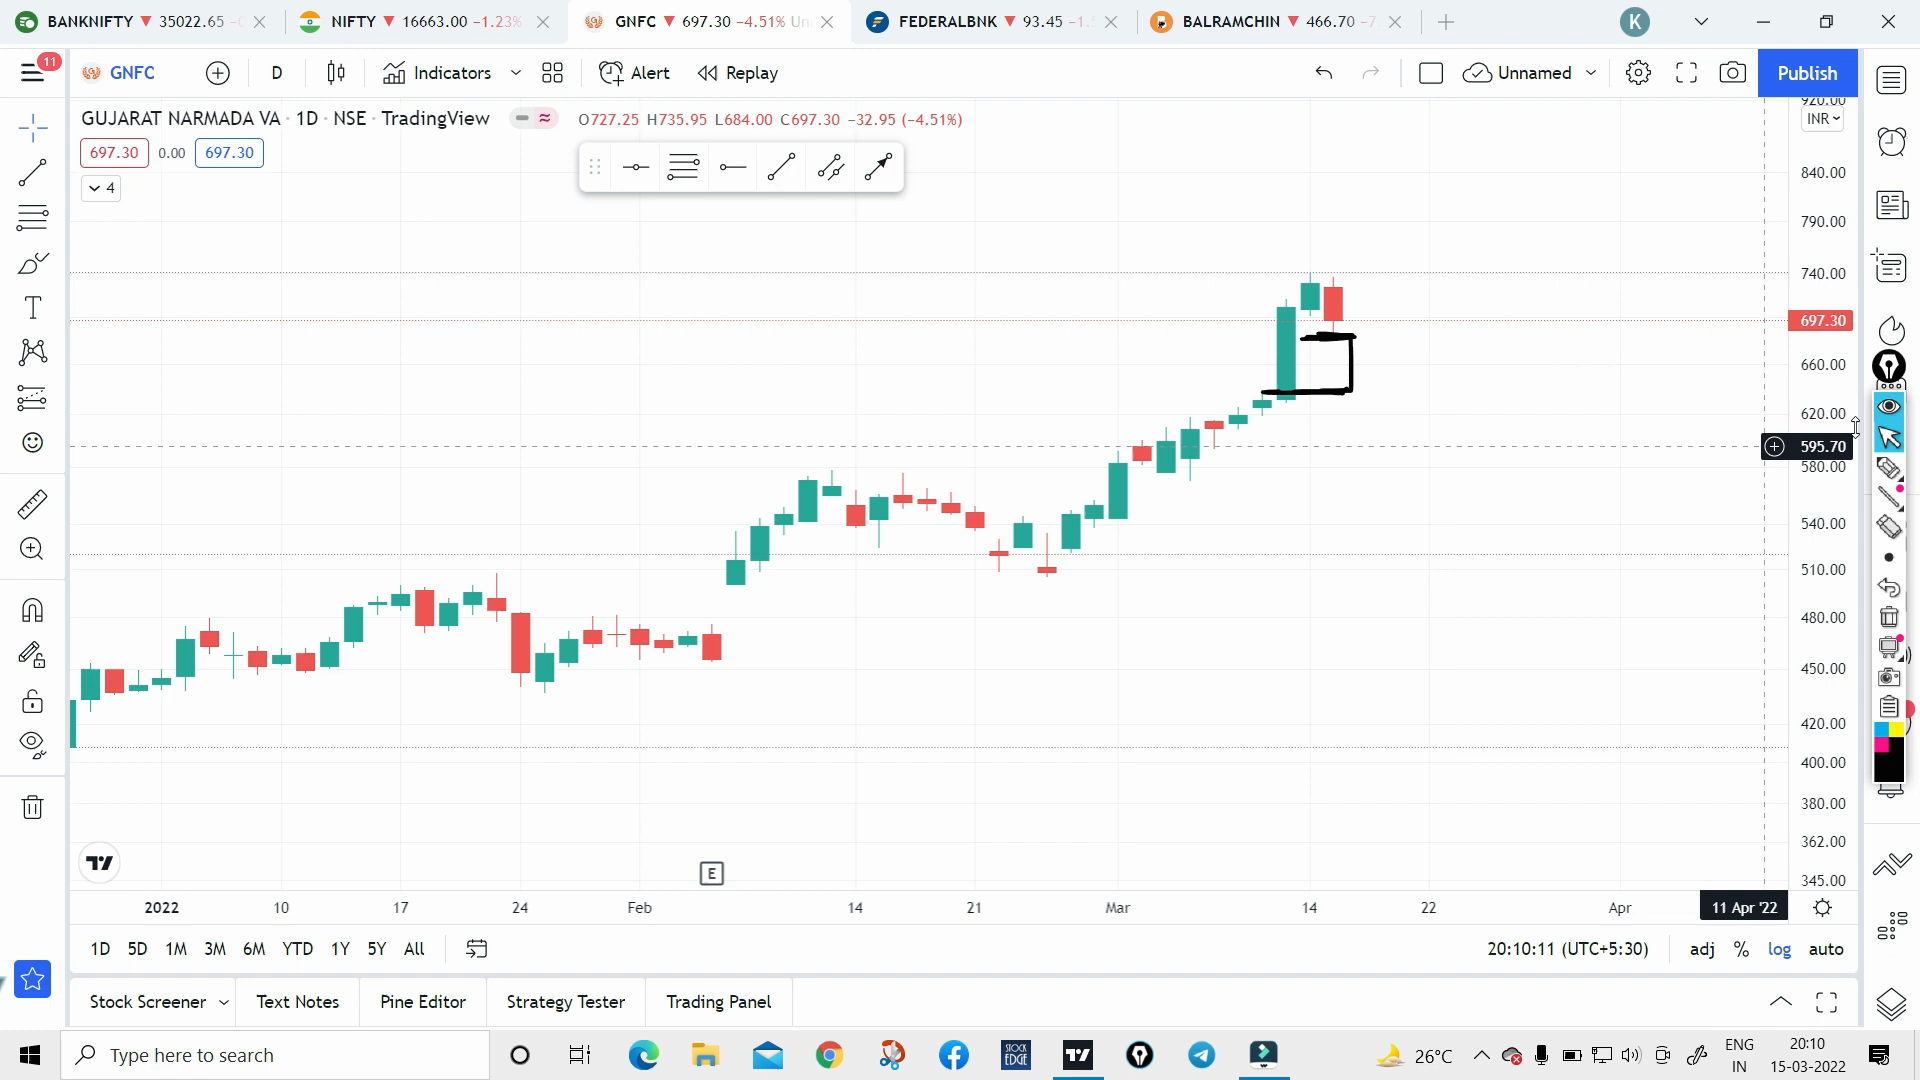 BANKNIFTY ▼ 35022.65
NIFTY ▼ 16663.00 −1.23%
GNFC ▼ 697.30 −4.51% Un
FEDERALBNK ▼ 93.45
BALRAMCHIN ▼ 466.70 −7
K
11
GNFC
D
Indicators
Alert
Replay
Unnamed
Publish
GUJARAT NARMADA VA · 1D · NSE · TradingView
O727.25 H735.95 L684.00 C697.30 −32.95 (−4.51%)
697.30 0.00 697.30
4
INR
920.00
840.00
790.00
740.00
697.30
660.00
620.00
595.70
580.00
540.00
510.00
480.00
450.00
420.00
400.00
380.00
362.00
345.00
E
2022 10 17 24 Feb 14 21 Mar 14 22 Apr 11 Apr '22
1D 5D 1M 3M 6M YTD 1Y 5Y All
20:10:11 (UTC+5:30) adj % log auto
Stock Screener Text Notes Pine Editor Strategy Tester Trading Panel
Type here to search
STOCK EDGE
26°C
ENG
IN
20:10
15-03-2022